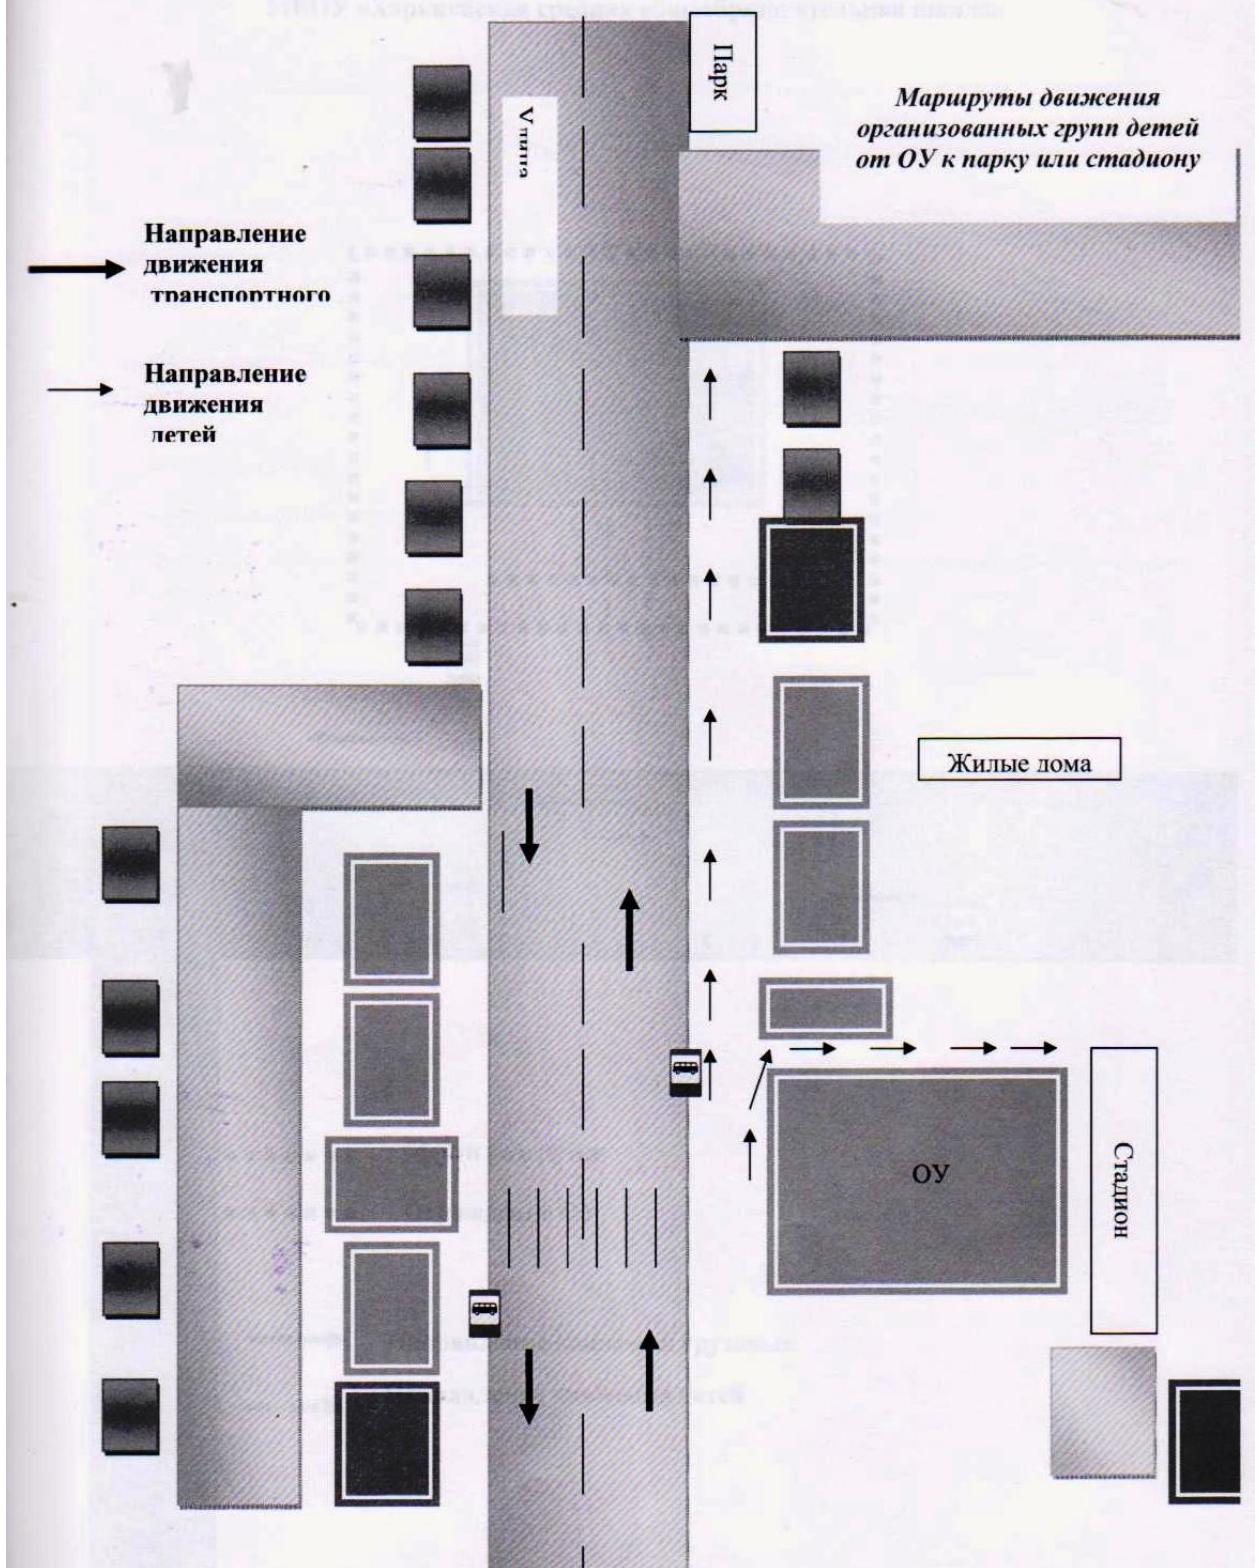 Парк
Маршруты движения
организованных групп детей
от ОУ к парку или стадиону
Направление
движения
транспортного
Направление
движения
детей
Жилые дома
ОУ
Стадион